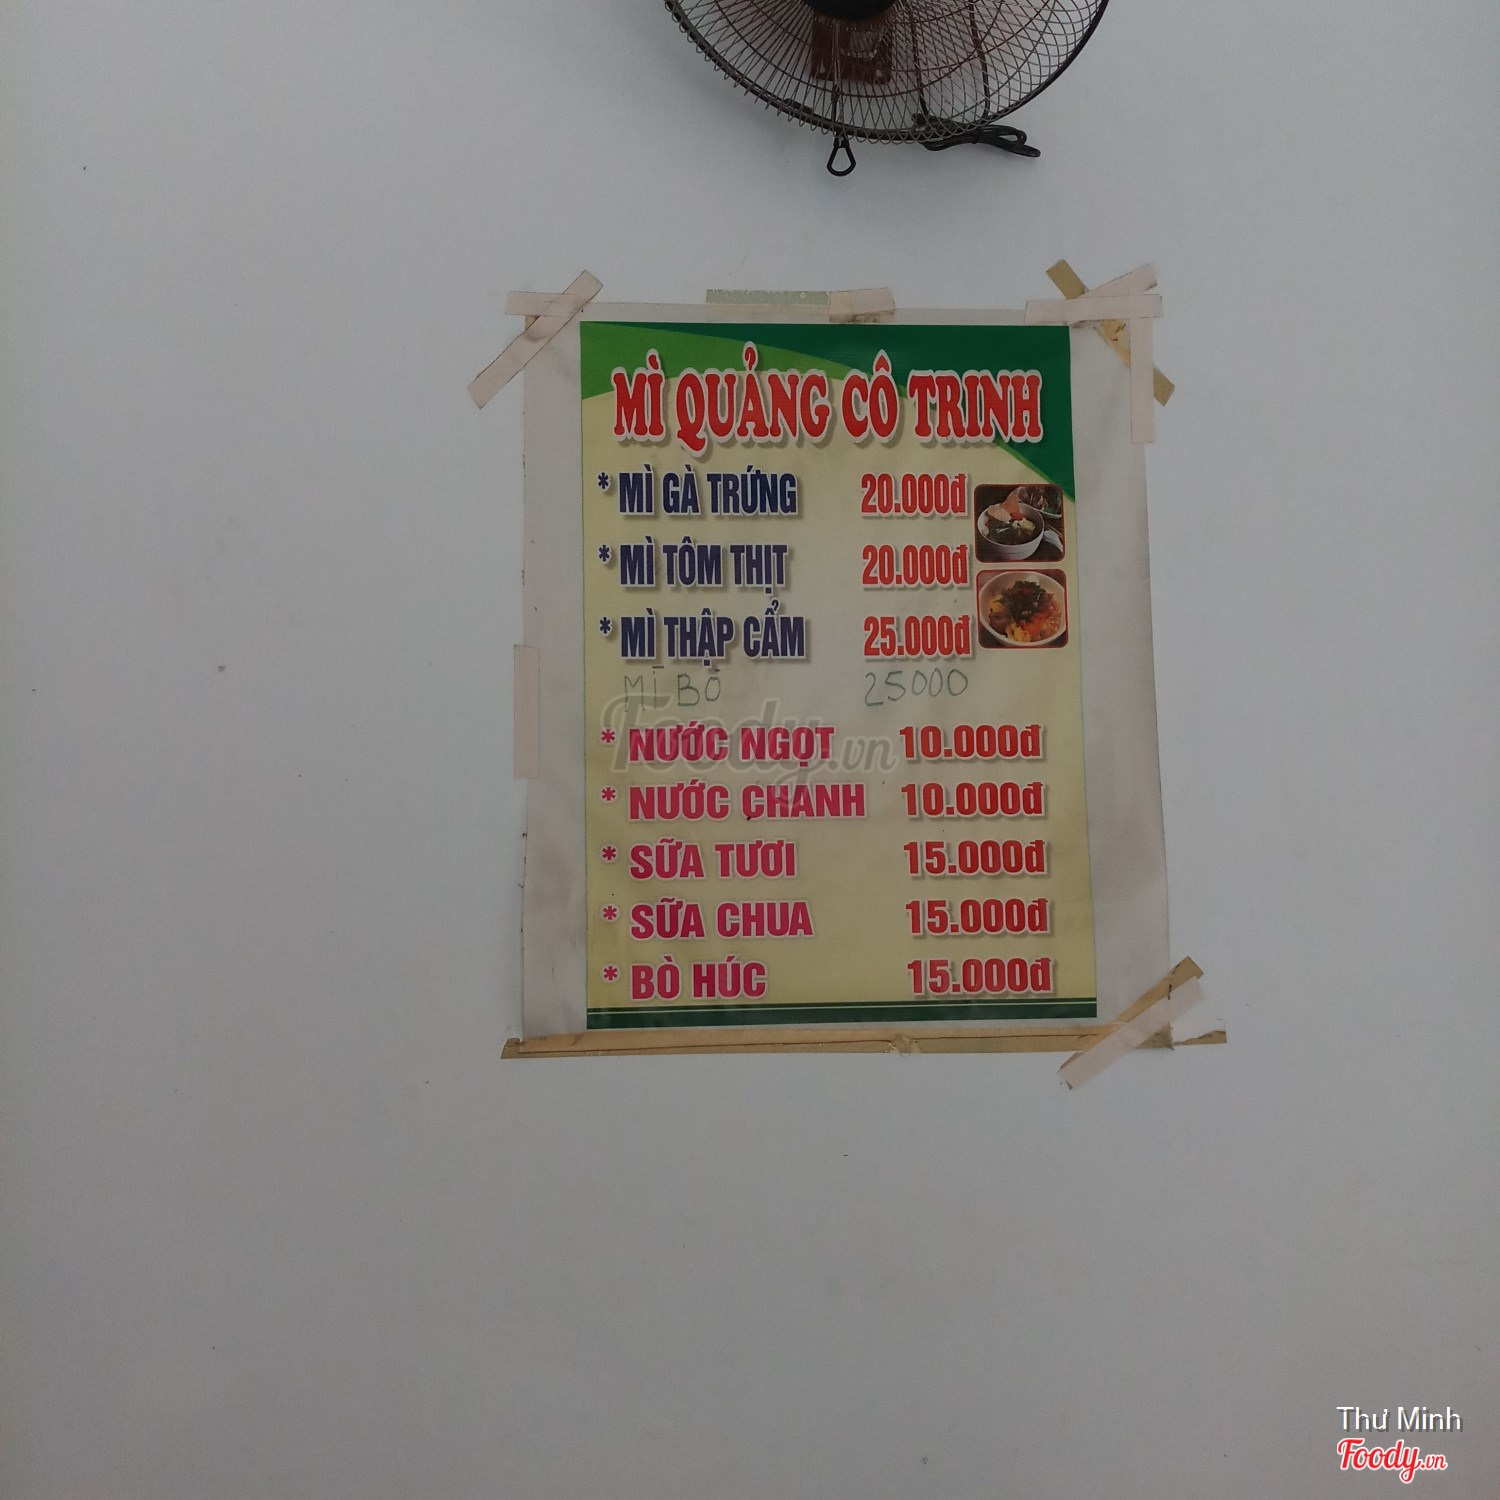 MÌ QUẢNG CÔ TRINH
* MÌ GÀ TRỨNG 20.000đ
* MÌ TÔM THỊT 20.000đ
* MÌ THẬP CẨM 25.000đ
MÌ BÒ 25000
* NƯỚC NGỌT 10.000đ
* NƯỚC CHANH 10.000đ
* SỮA TƯƠI 15.000đ
* SỮA CHUA 15.000đ
* BÒ HÚC 15.000đ
Foody.vn
Thư Minh
Foody.vn